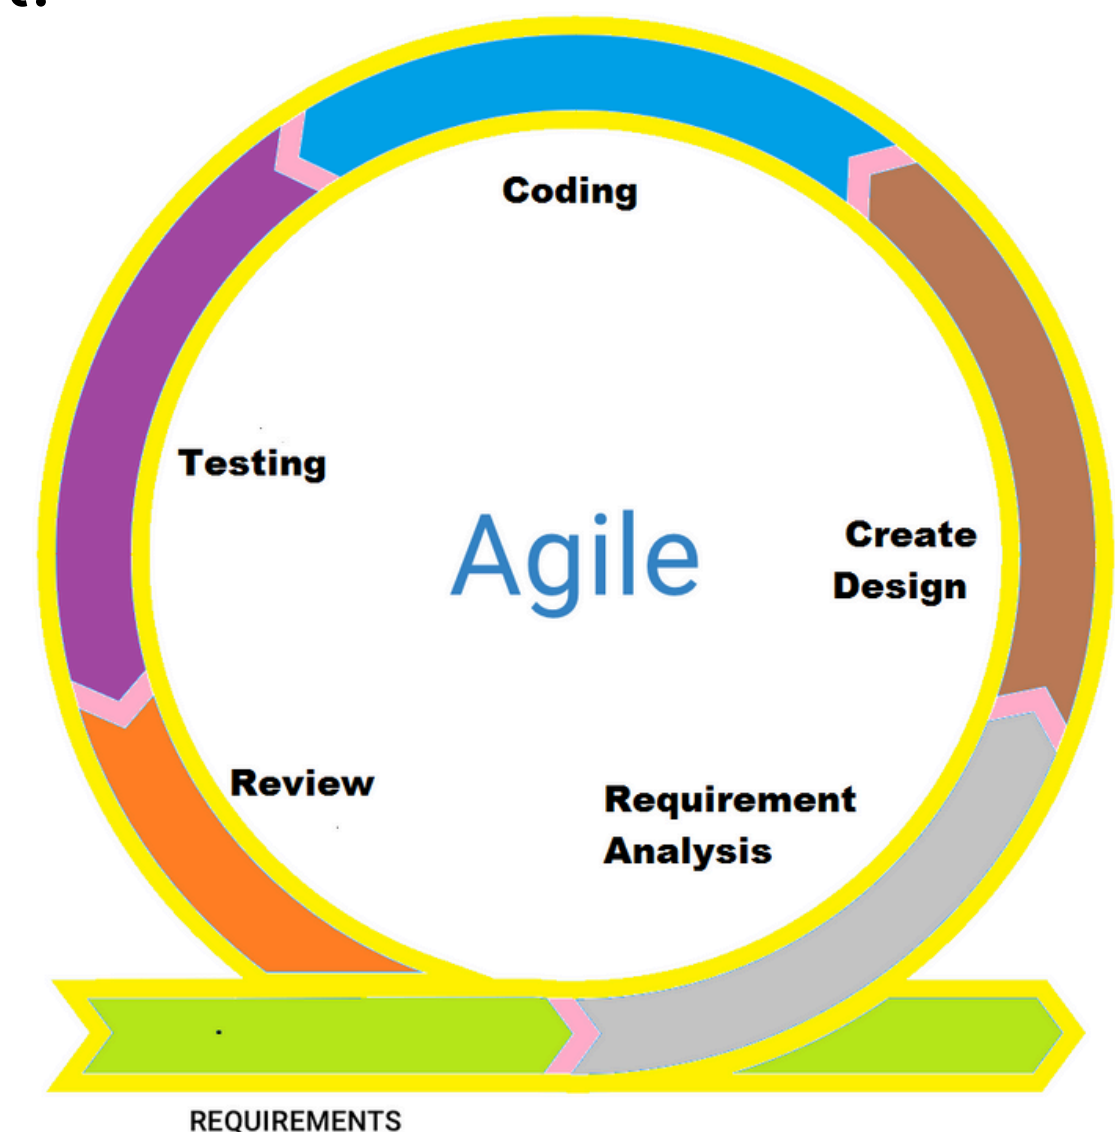 Coding
Testing
Agile
Create
Design
Review
Requirement
Analysis
REQUIREMENTS